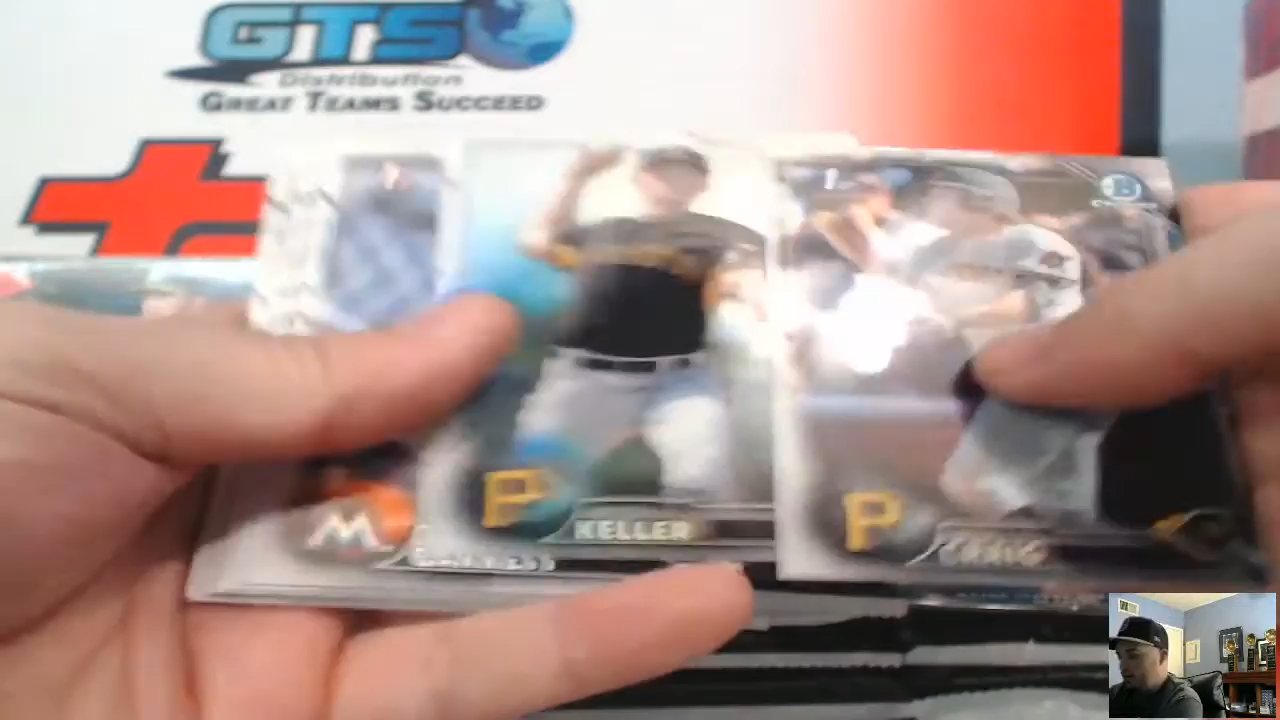 GTS
Distribution
GREAT TEAMS SUCCEED
B
P
KELLER
P
CRAIG
M